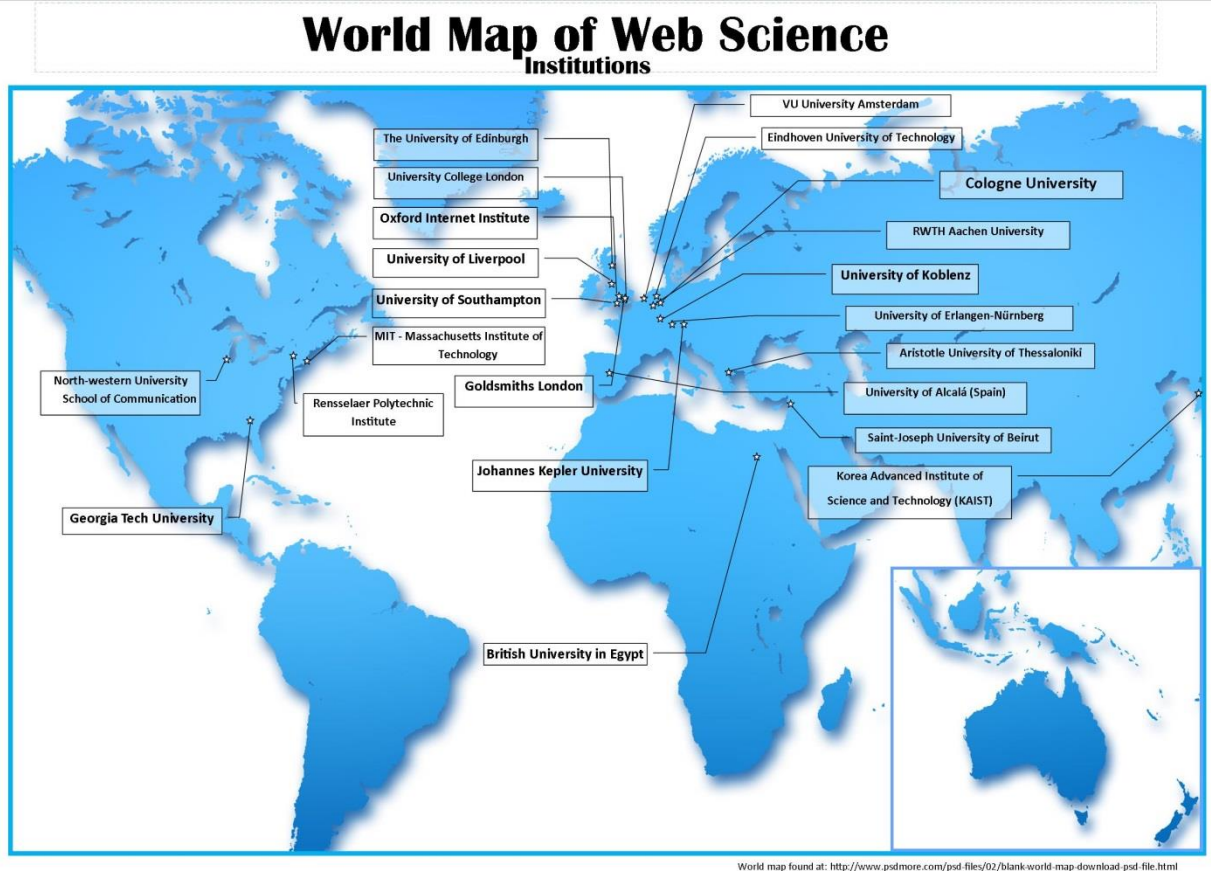 World Map of Web Science
Institutions
VU University Amsterdam
The University of Edinburgh
Eindhoven University of Technology
University College London
Cologne University
Oxford Internet Institute
RWTH Aachen University
University of Liverpool
University of Koblenz
University of Southampton
University of Erlangen-Nürnberg
MIT - Massachusetts Institute of
Technology
Aristotle University of Thessaloniki
North-western University
School of Communication
Goldsmiths London
University of Alcalá (Spain)
Rensselaer Polytechnic
Institute
Saint-Joseph University of Beirut
Johannes Kepler University
Korea Advanced Institute of
Science and Technology (KAIST)
Georgia Tech University
British University in Egypt
World map found at: http://www.psdmore.com/psd-files/02/blank-world-map-download-psd-file.html